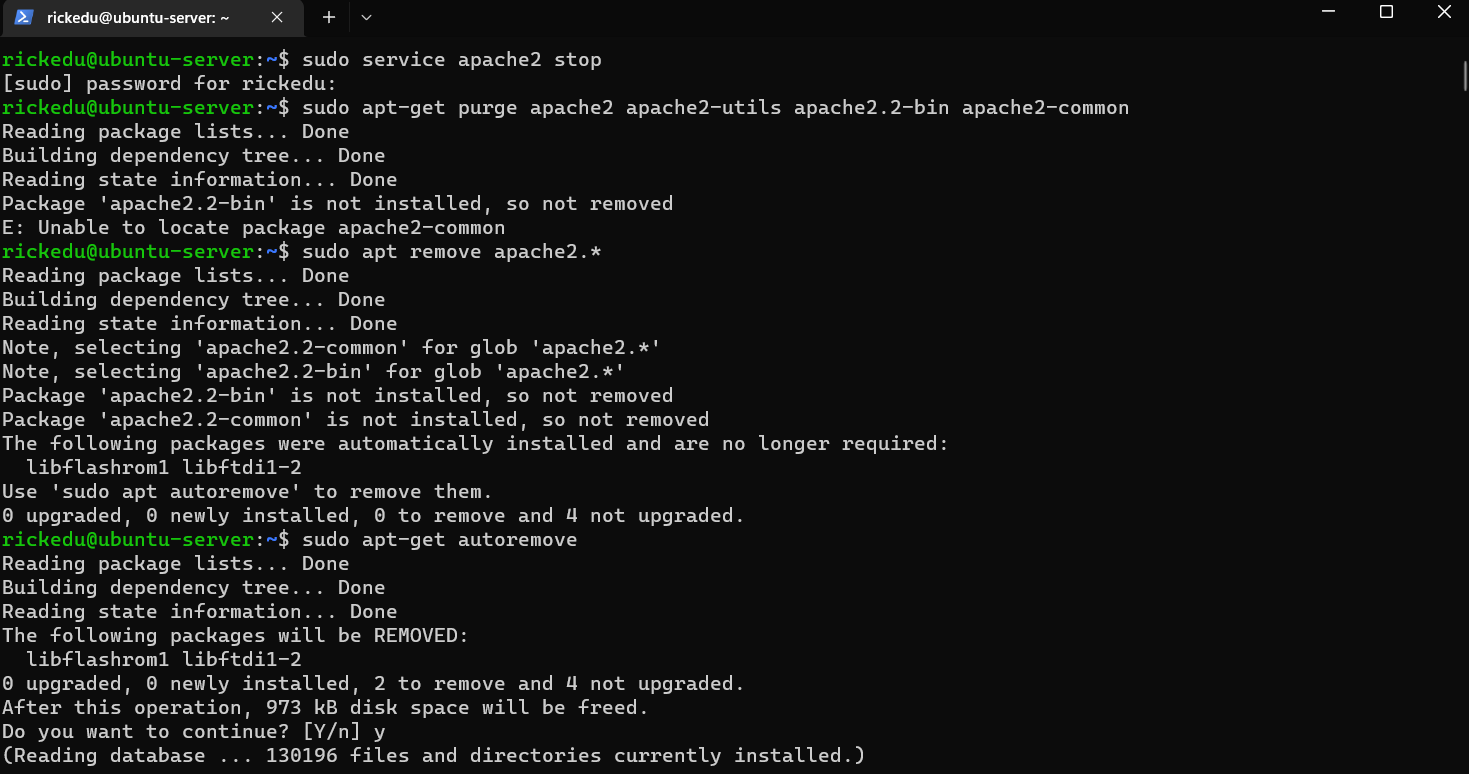 rickedu@ubuntu-server: ~
rickedu@ubuntu-server:~$ sudo service apache2 stop
[sudo] password for rickedu:
rickedu@ubuntu-server:~$ sudo apt-get purge apache2 apache2-utils apache2.2-bin apache2-common
Reading package lists... Done
Building dependency tree... Done
Reading state information... Done
Package 'apache2.2-bin' is not installed, so not removed
E: Unable to locate package apache2-common
rickedu@ubuntu-server:~$ sudo apt remove apache2.*
Reading package lists... Done
Building dependency tree... Done
Reading state information... Done
Note, selecting 'apache2.2-common' for glob 'apache2.*'
Note, selecting 'apache2.2-bin' for glob 'apache2.*'
Package 'apache2.2-bin' is not installed, so not removed
Package 'apache2.2-common' is not installed, so not removed
The following packages were automatically installed and are no longer required:
  libflashrom1 libftdi1-2
Use 'sudo apt autoremove' to remove them.
0 upgraded, 0 newly installed, 0 to remove and 4 not upgraded.
rickedu@ubuntu-server:~$ sudo apt-get autoremove
Reading package lists... Done
Building dependency tree... Done
Reading state information... Done
The following packages will be REMOVED:
  libflashrom1 libftdi1-2
0 upgraded, 0 newly installed, 2 to remove and 4 not upgraded.
After this operation, 973 kB disk space will be freed.
Do you want to continue? [Y/n] y
(Reading database ... 130196 files and directories currently installed.)